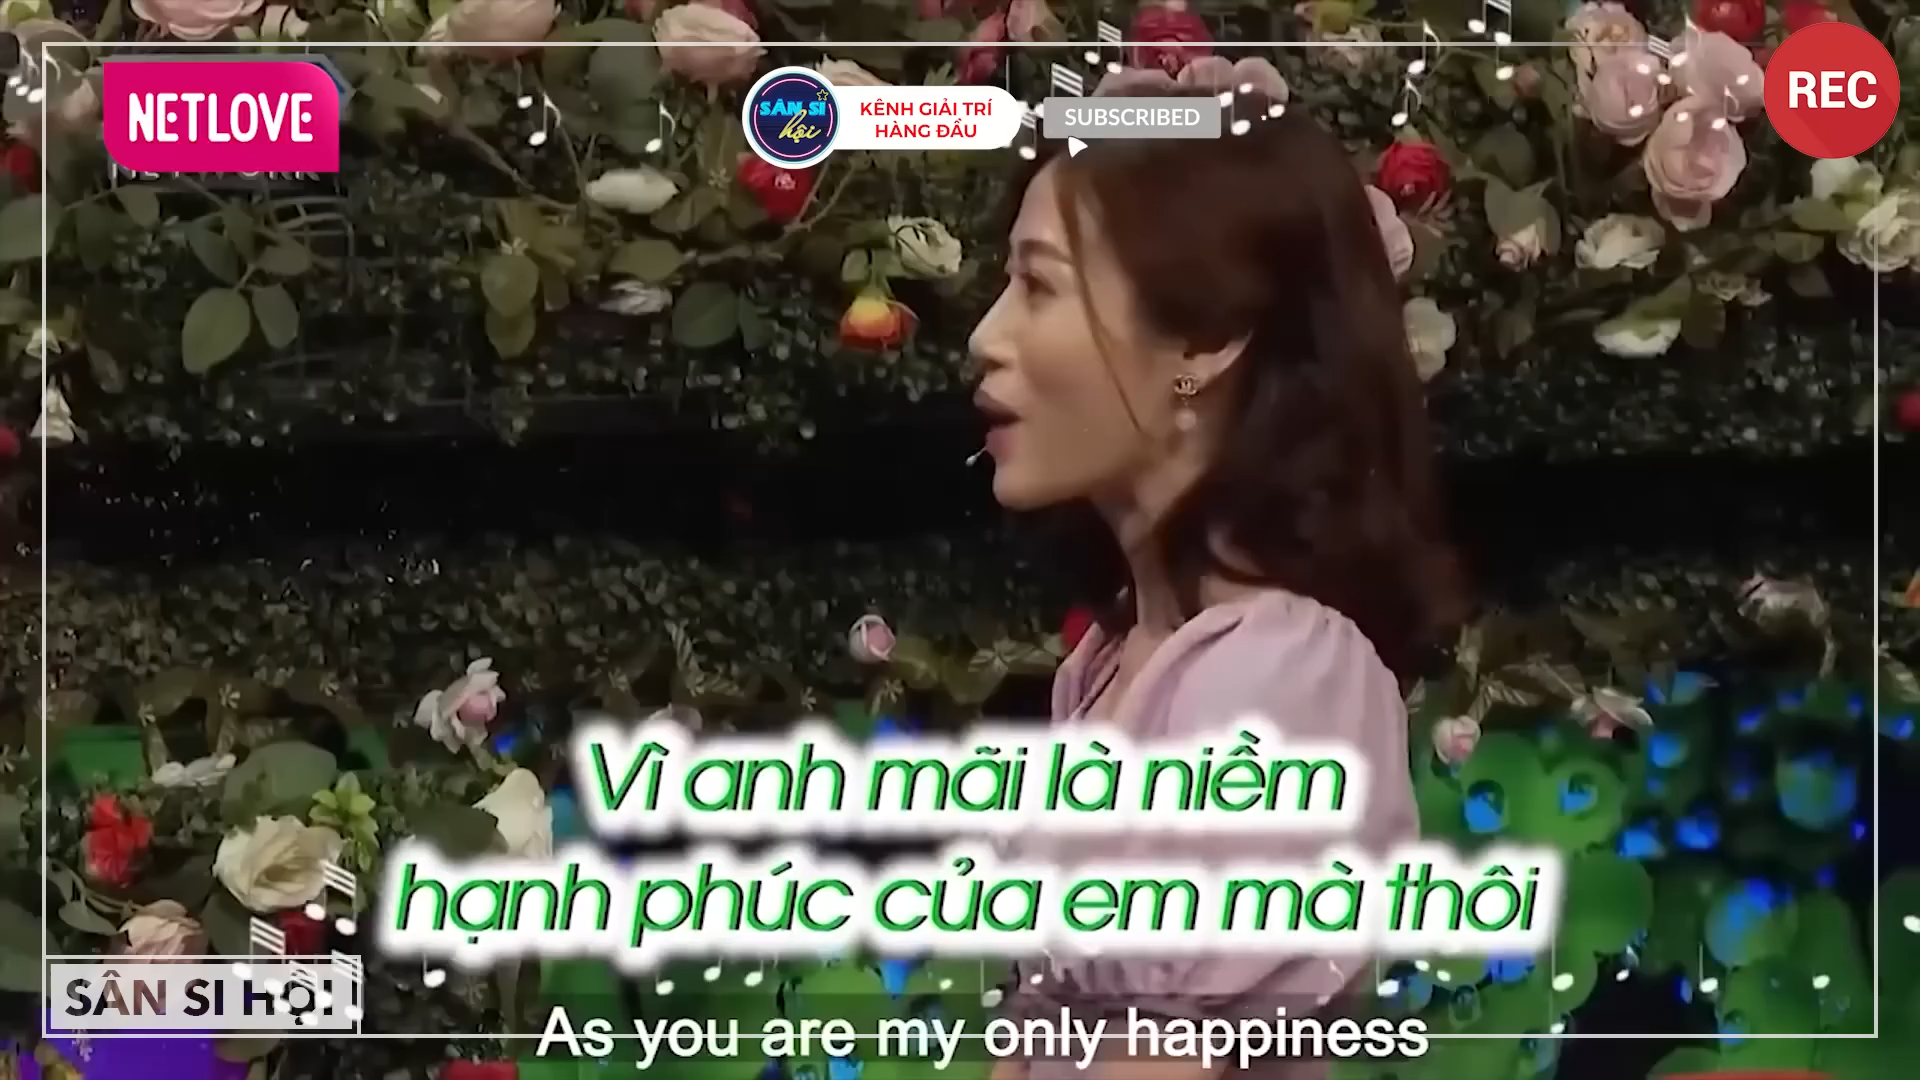 NETLOVE
NETWORK
SÂN SI
hội
KÊNH GIẢI TRÍ
HÀNG ĐẦU
SUBSCRIBED
REC
Vì anh mãi là niềm
hạnh phúc của em mà thôi
SÂN SI HỘI
As you are my only happiness